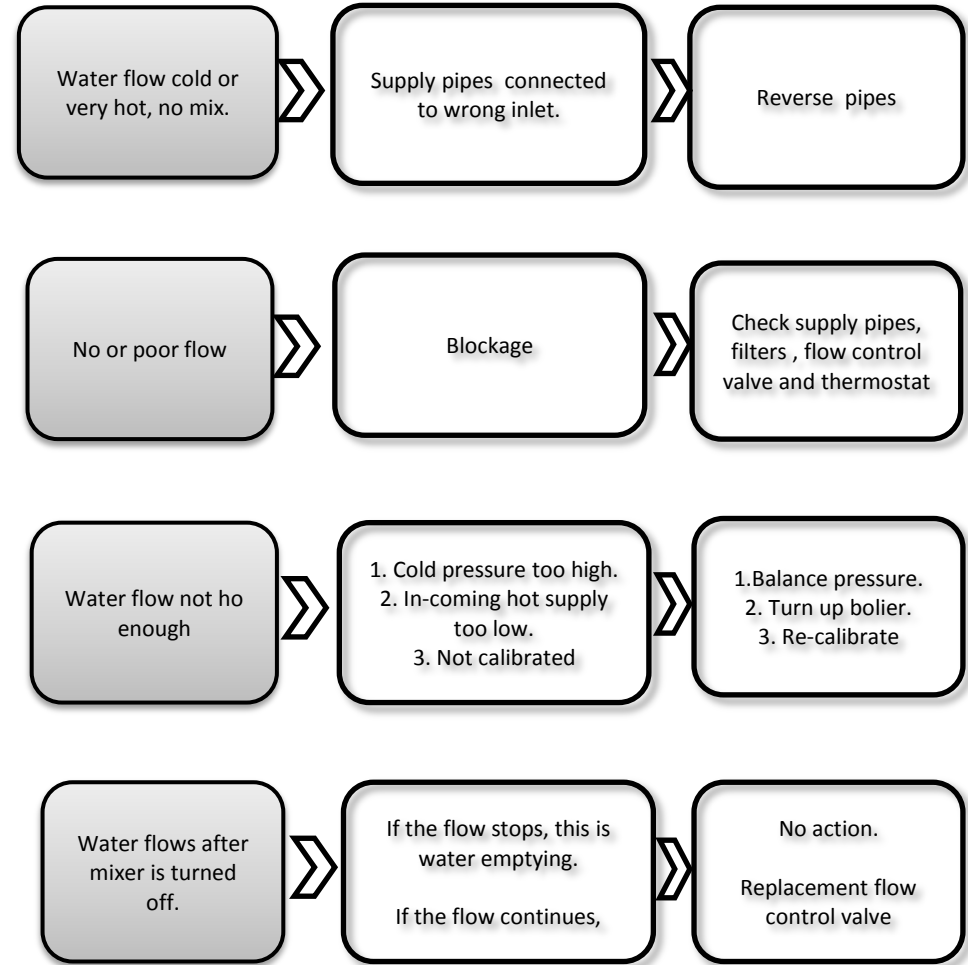 Water flow cold or
very hot, no mix.
Supply pipes connected
to wrong inlet.
Reverse pipes
No or poor flow
Blockage
Check supply pipes,
filters , flow control
valve and thermostat
Water flow not ho
enough
1. Cold pressure too high.
2. In-coming hot supply
too low.
3. Not calibrated
1.Balance pressure.
2. Turn up bolier.
3. Re-calibrate
Water flows after
mixer is turned
off.
If the flow stops, this is
water emptying.
If the flow continues,
No action.
Replacement flow
control valve